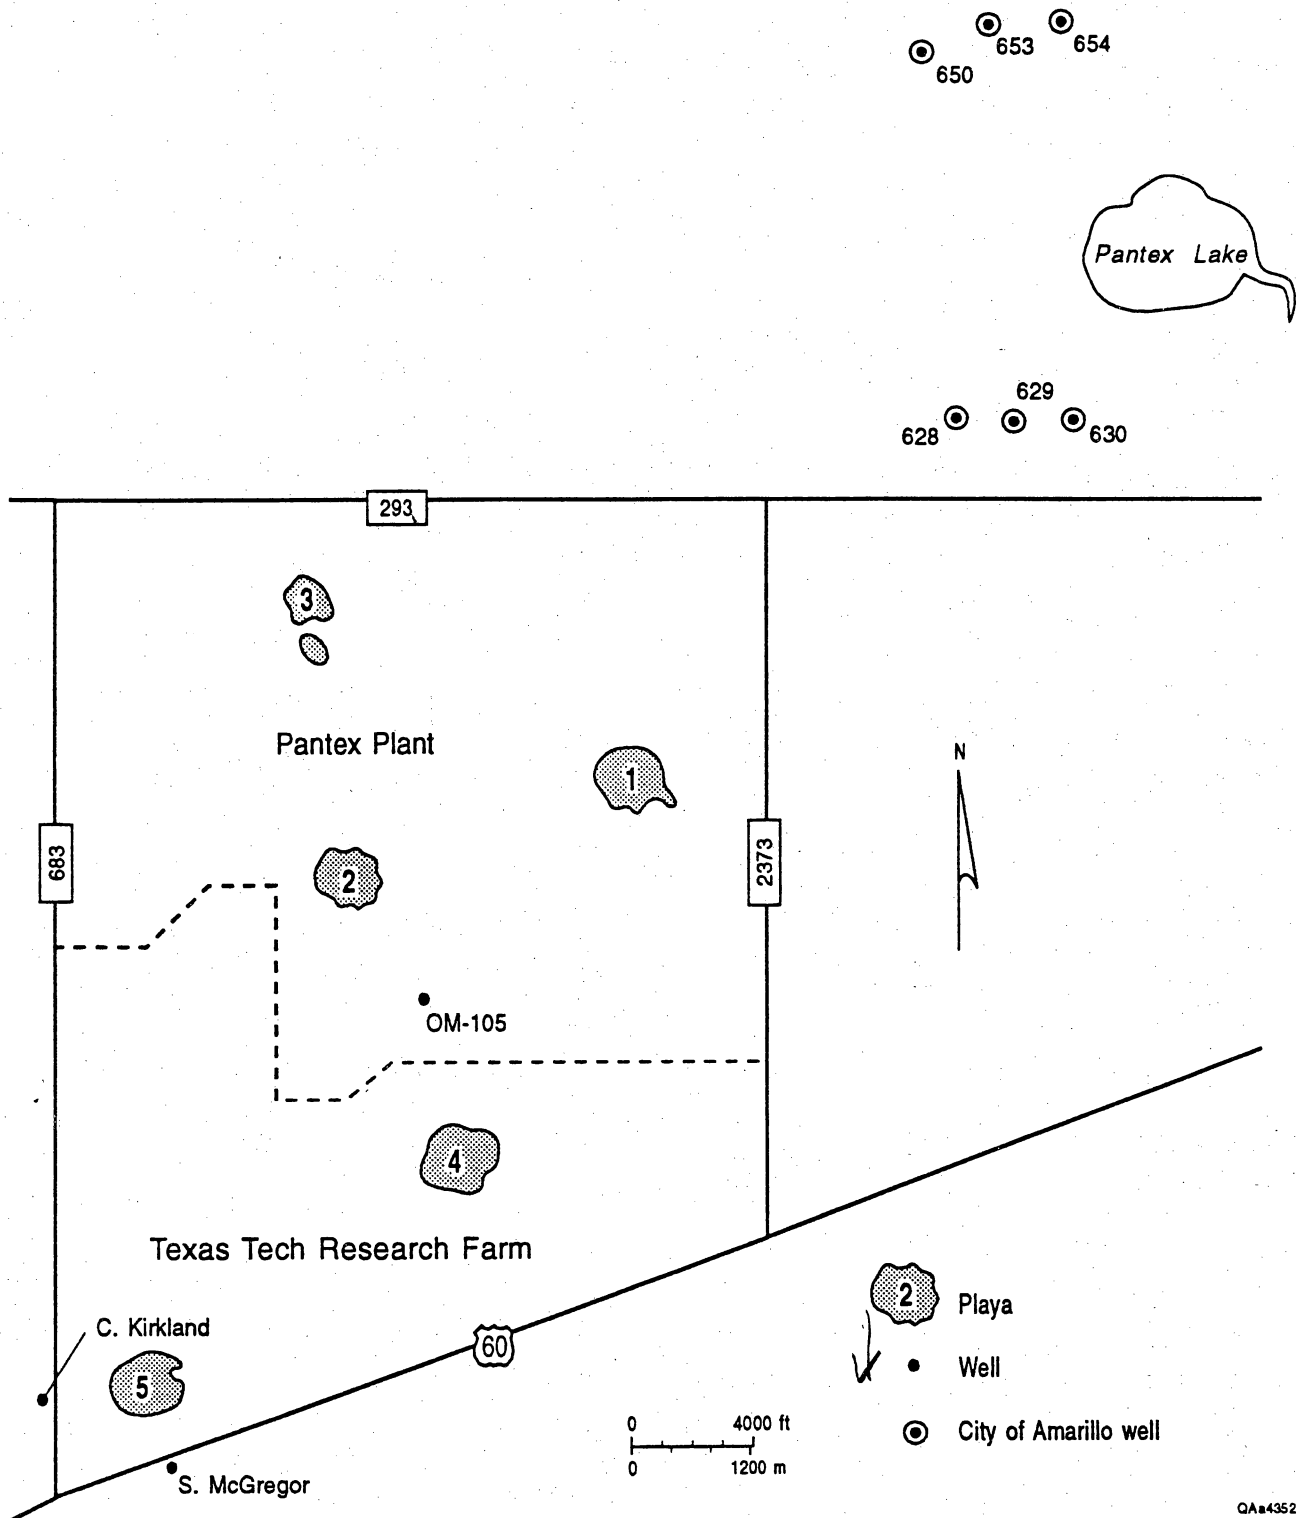 653
654
650
Pantex Lake
629
628
630
293
3
Pantex Plant
1
N
683
2373
2
OM-105
4
Texas Tech Research Farm
2
Playa
C. Kirkland
60
Well
5
0
4000 ft
City of Amarillo well
0
1200 m
S. McGregor
QAa4352